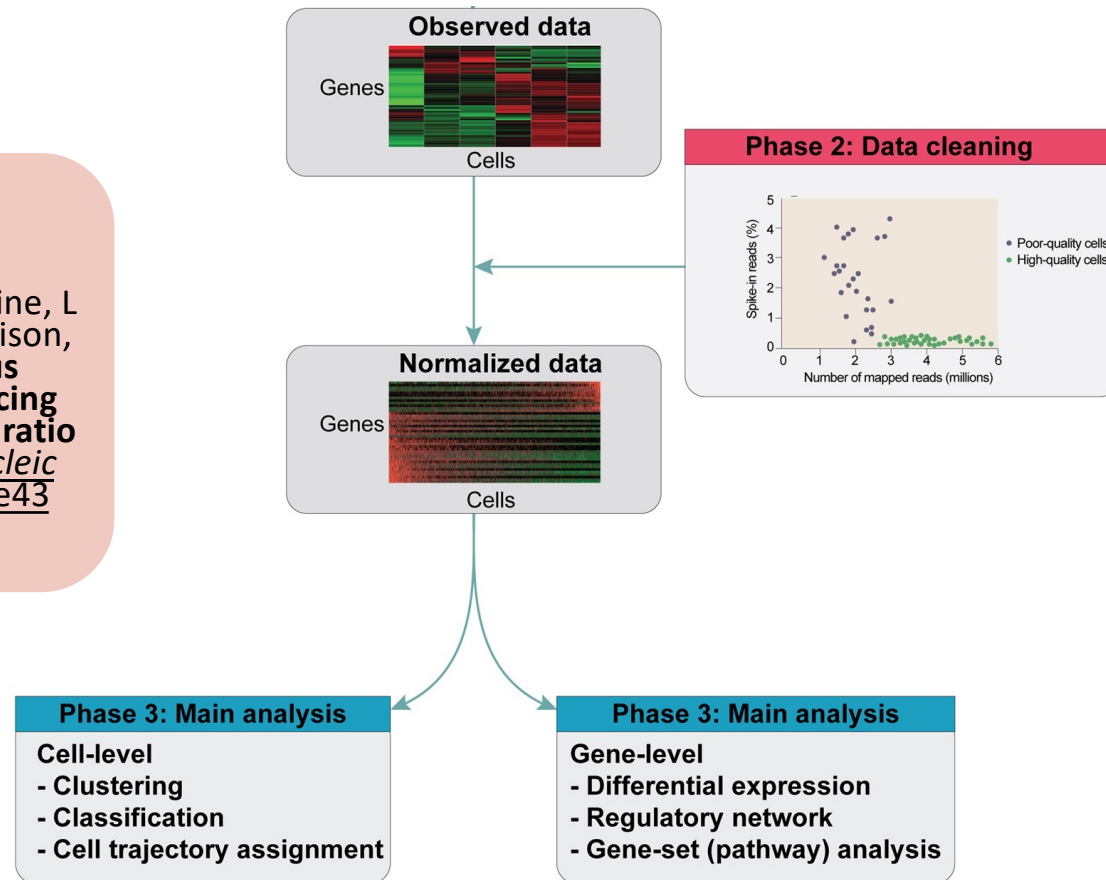 Observed data
Genes
Cells
Phase 2: Data cleaning
Spike-in reads (%)
5
4
3
2
1
0
0 1 2 3 4 5 6
Number of mapped reads (millions)
Poor-quality cells
High-quality cells
ine, L
ison,
us
cing
ratio
cleic
e43
Normalized data
Genes
Cells
Phase 3: Main analysis
Cell-level
- Clustering
- Classification
- Cell trajectory assignment
Phase 3: Main analysis
Gene-level
- Differential expression
- Regulatory network
- Gene-set (pathway) analysis